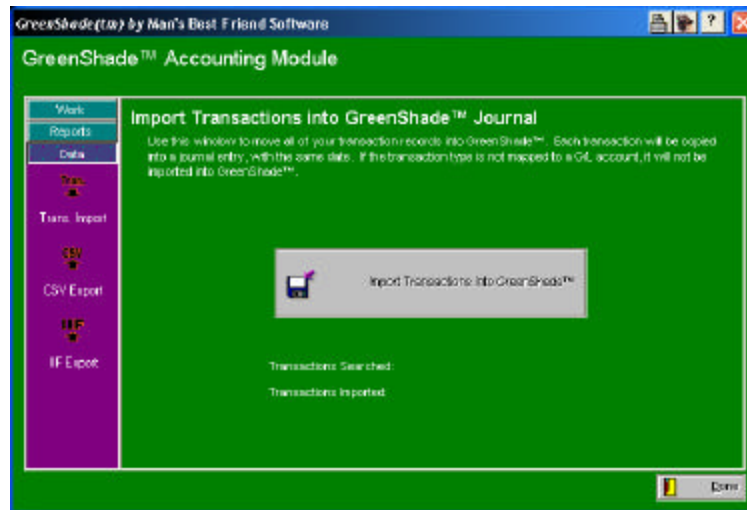 GreenShade(tm) by Man's Best Friend Software
?
GreenShade™ Accounting Module
Work
Reports
Data
Import Transactions into GreenShade™ Journal
Use this window to move all of your transaction records into GreenShade™. Each transaction will be copied
into a journal entry, with the same date. If the transaction type is not mapped to a G/L account, it will not be
imported into GreenShade™.
Trans.
Trans. Import
CSV
CSV Export
IIF
IIF Export
Import Transactions into GreenShade™
Transactions Searched:
Transactions Imported:
Done